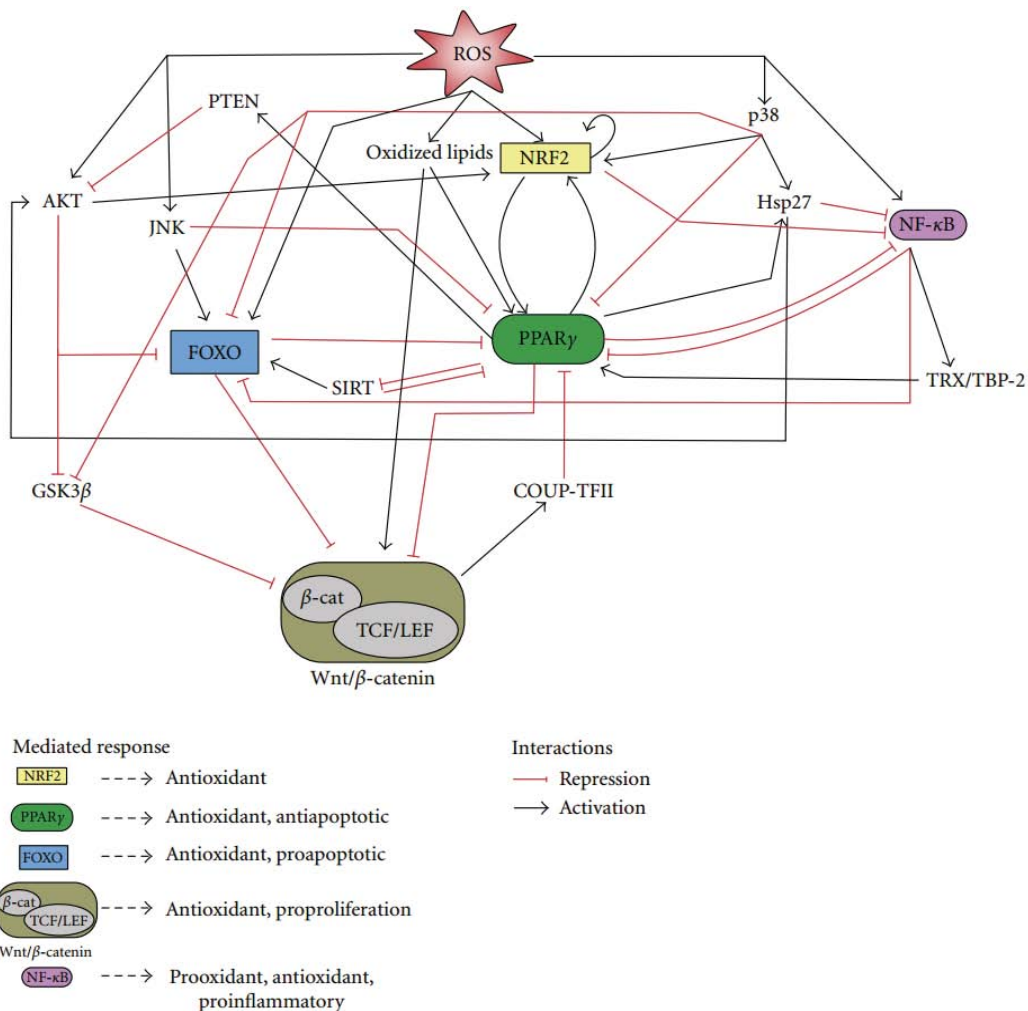 ROS
PTEN
p38
Oxidized lipids
NRF2
AKT
Hsp27
JNK
NF-κB
PPARγ
FOXO
SIRT
TRX/TBP-2
GSK3β
COUP-TFII
β-cat
TCF/LEF
Wnt/β-catenin
Mediated response
NRF2
Antioxidant
PPARγ
Antioxidant, antiapoptotic
FOXO
Antioxidant, proapoptotic
β-cat
TCF/LEF
Antioxidant, proproliferation
Wnt/β-catenin
NF-κB
Prooxidant, antioxidant,
proinflammatory
Interactions
Repression
Activation